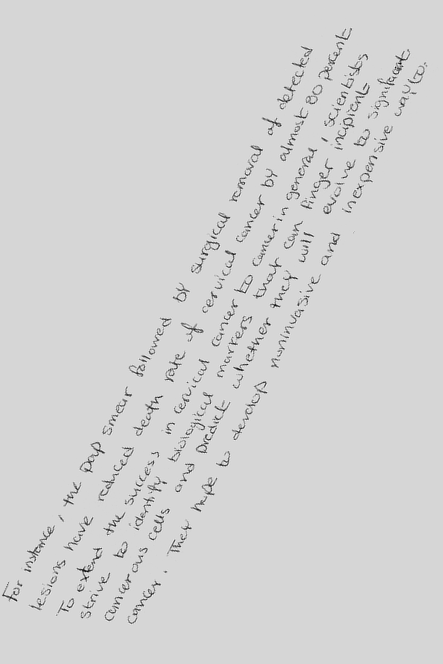 For instance, the pap smear followed by surgical removal of detected
lesions have reduced death rate of cervical cancer by almost 80 percent
To extend the success in cervical cancer to cancer in general, scientists
strive to identify biological markers that can finger incipient
cancerous cells and predict whether they will evolve to significant
cancer. They hope to develop noninvasive and inexpensive way to.